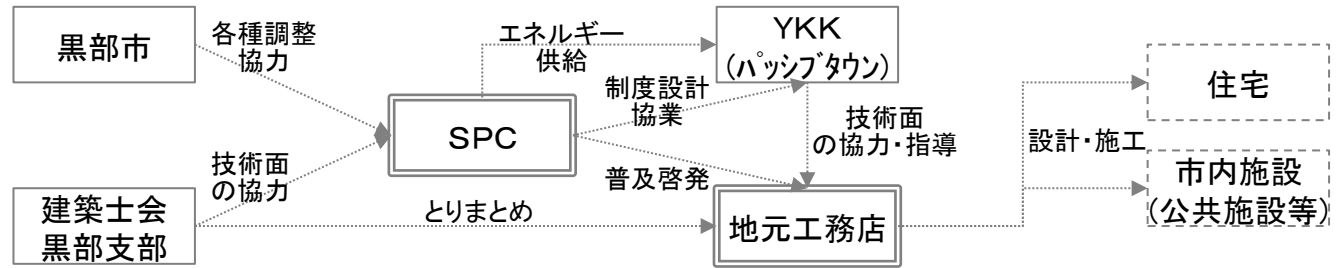 黒部市
各種調整
協力
エネルギー
供給
YKK
(ﾊﾟｯｼﾌﾞﾀｳﾝ)
住宅
SPC
制度設計
協業
技術面
の協力・指導
設計・施工
技術面
の協力
普及啓発
市内施設
(公共施設等)
建築士会
黒部支部
とりまとめ
地元工務店